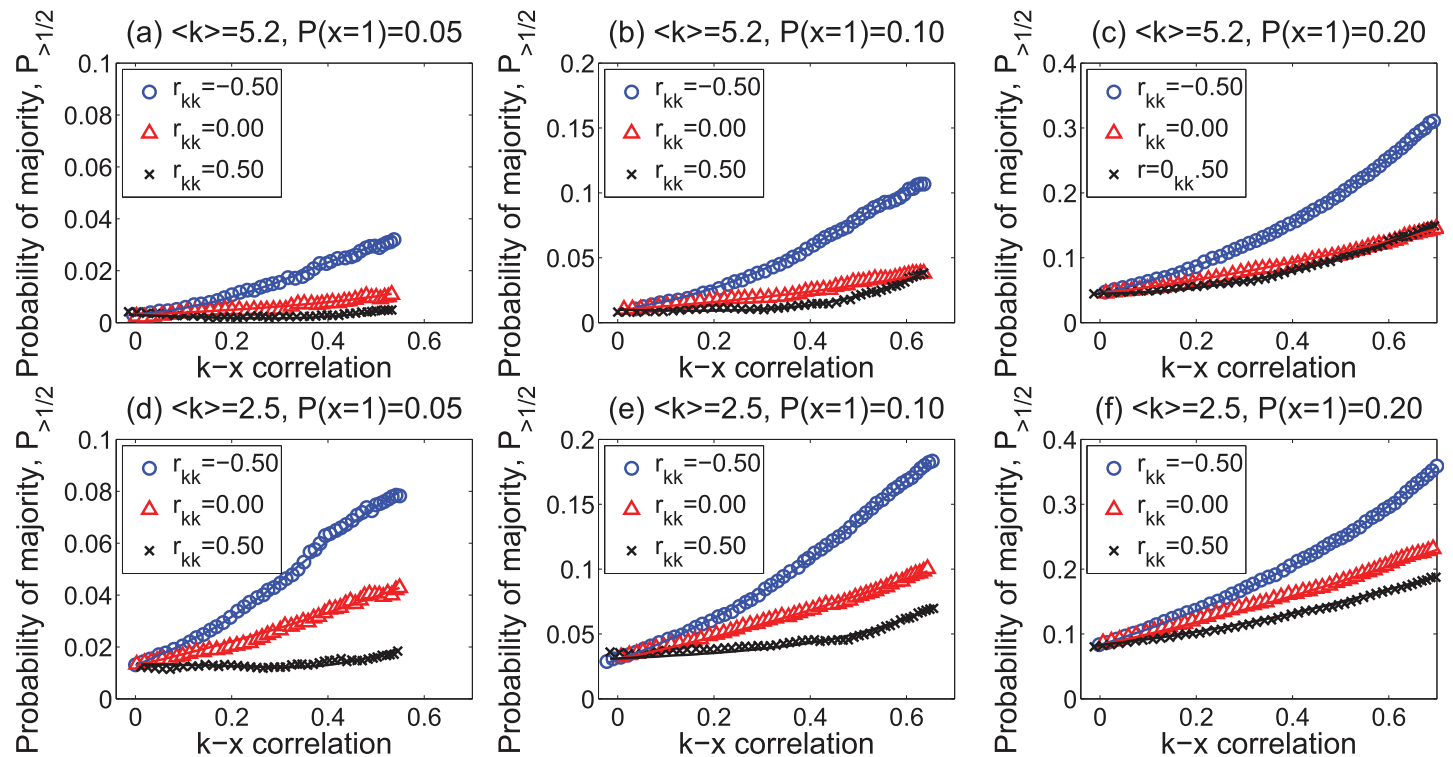 (a) <k>=5.2, P(x=1)=0.05
Probability of majority, P>1/2
0.1
0.08
0.06
0.04
0.02
0
rkk=−0.50
rkk=0.00
rkk=0.50
0 0.2 0.4 0.6
k−x correlation
(b) <k>=5.2, P(x=1)=0.10
Probability of majority, P>1/2
0.2
0.15
0.1
0.05
0
rkk=−0.50
rkk=0.00
rkk=0.50
0 0.2 0.4 0.6
k−x correlation
(c) <k>=5.2, P(x=1)=0.20
Probability of majority, P>1/2
0.4
0.3
0.2
0.1
0
rkk=−0.50
rkk=0.00
r=0kk.50
0 0.2 0.4 0.6
k−x correlation
(d) <k>=2.5, P(x=1)=0.05
Probability of majority, P>1/2
0.1
0.08
0.06
0.04
0.02
0
rkk=−0.50
rkk=0.00
rkk=0.50
0 0.2 0.4 0.6
k−x correlation
(e) <k>=2.5, P(x=1)=0.10
Probability of majority, P>1/2
0.2
0.15
0.1
0.05
0
rkk=−0.50
rkk=0.00
rkk=0.50
0 0.2 0.4 0.6
k−x correlation
(f) <k>=2.5, P(x=1)=0.20
Probability of majority, P>1/2
0.4
0.3
0.2
0.1
0
rkk=−0.50
rkk=0.00
rkk=0.50
0 0.2 0.4 0.6
k−x correlation